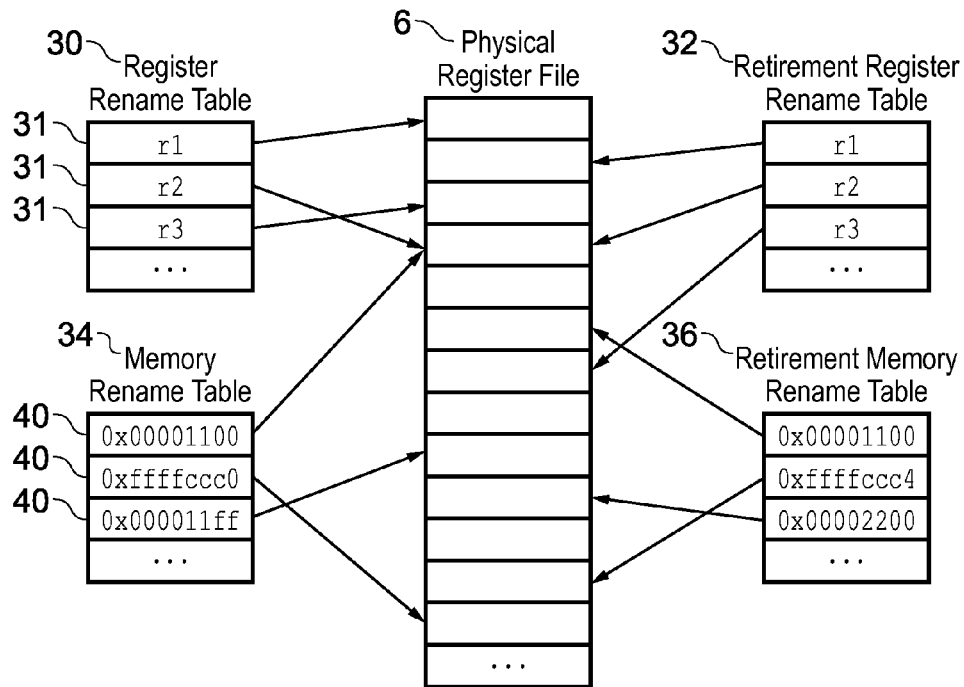 30
Register
Rename Table
31
r1
31
r2
31
r3
...
6
Physical
Register File
...
32
Retirement Register
Rename Table
r1
r2
r3
...
34
Memory
Rename Table
40
0x00001100
40
0xffffccc0
40
0x000011ff
...
36
Retirement Memory
Rename Table
0x00001100
0xffffccc4
0x00002200
...